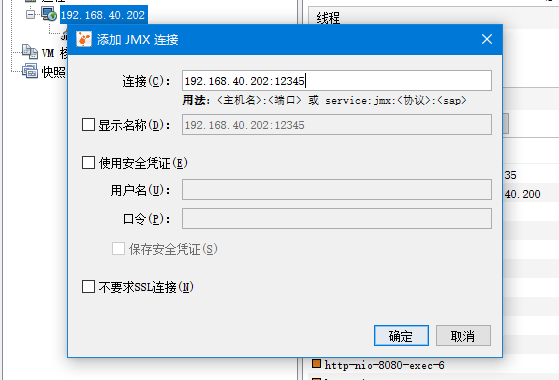 192.168.40.202
线程
VM
快照
添加 JMX 连接
连接(C): 192.168.40.202:12345
用法: <主机名>:<端口> 或 service:jmx:<协议>:<sap>
显示名称(D): 192.168.40.202:12345
使用安全凭证(E)
用户名(U):
口令(P):
保存安全凭证(S)
不要求SSL连接(N)
确定 取消
35
40.200
http-nio-8080-exec-6